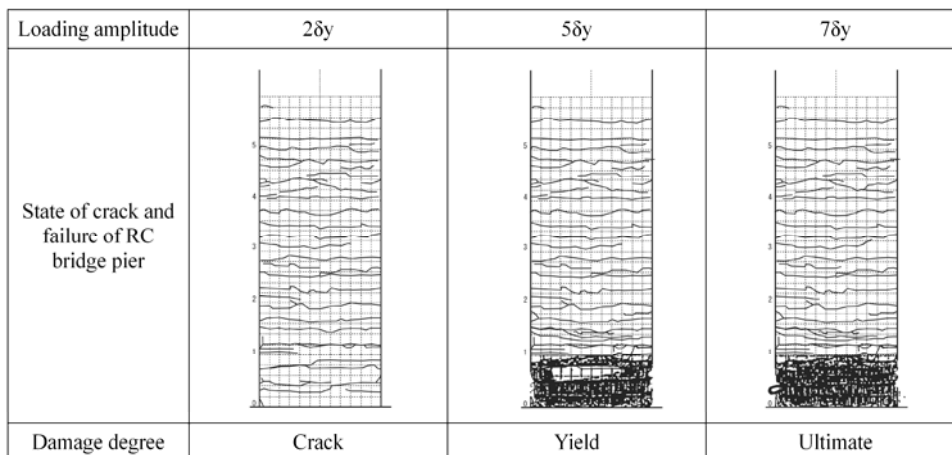 Loading amplitude
2δy
5δy
7δy
State of crack and
failure of RC
bridge pier
5
4
3
2
1
0
5
4
3
2
1
0
5
4
3
2
1
0
Damage degree
Crack
Yield
Ultimate